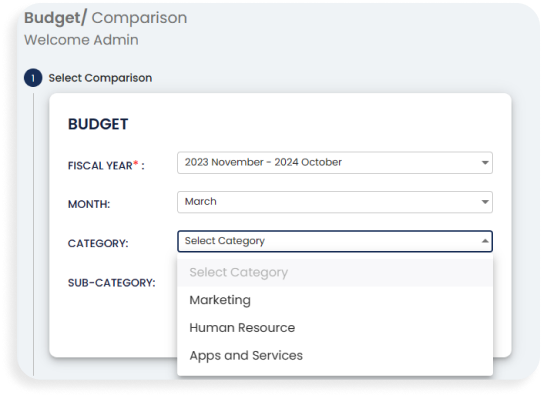 Budget/ Comparison
Welcome Admin
1 Select Comparison
BUDGET
FISCAL YEAR* : 2023 November - 2024 October
MONTH: March
CATEGORY: Select Category
Select Category
SUB-CATEGORY:
Marketing
Human Resource
Apps and Services